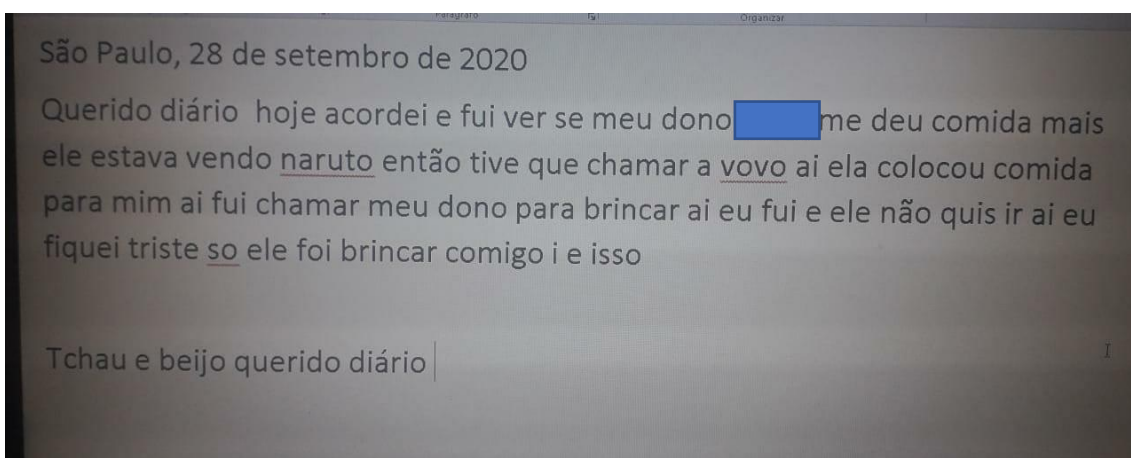 Parágrafo Organizar
São Paulo, 28 de setembro de 2020
Querido diário  hoje acordei e fui ver se meu dono me deu comida mais
ele estava vendo naruto então tive que chamar a vovo ai ela colocou comida
para mim ai fui chamar meu dono para brincar ai eu fui e ele não quis ir ai eu
fiquei triste so ele foi brincar comigo i e isso
Tchau e beijo querido diário